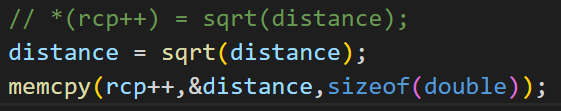 // *(rcp++) = sqrt(distance);
distance = sqrt(distance);
memcpy(rcp++,&distance,sizeof(double));